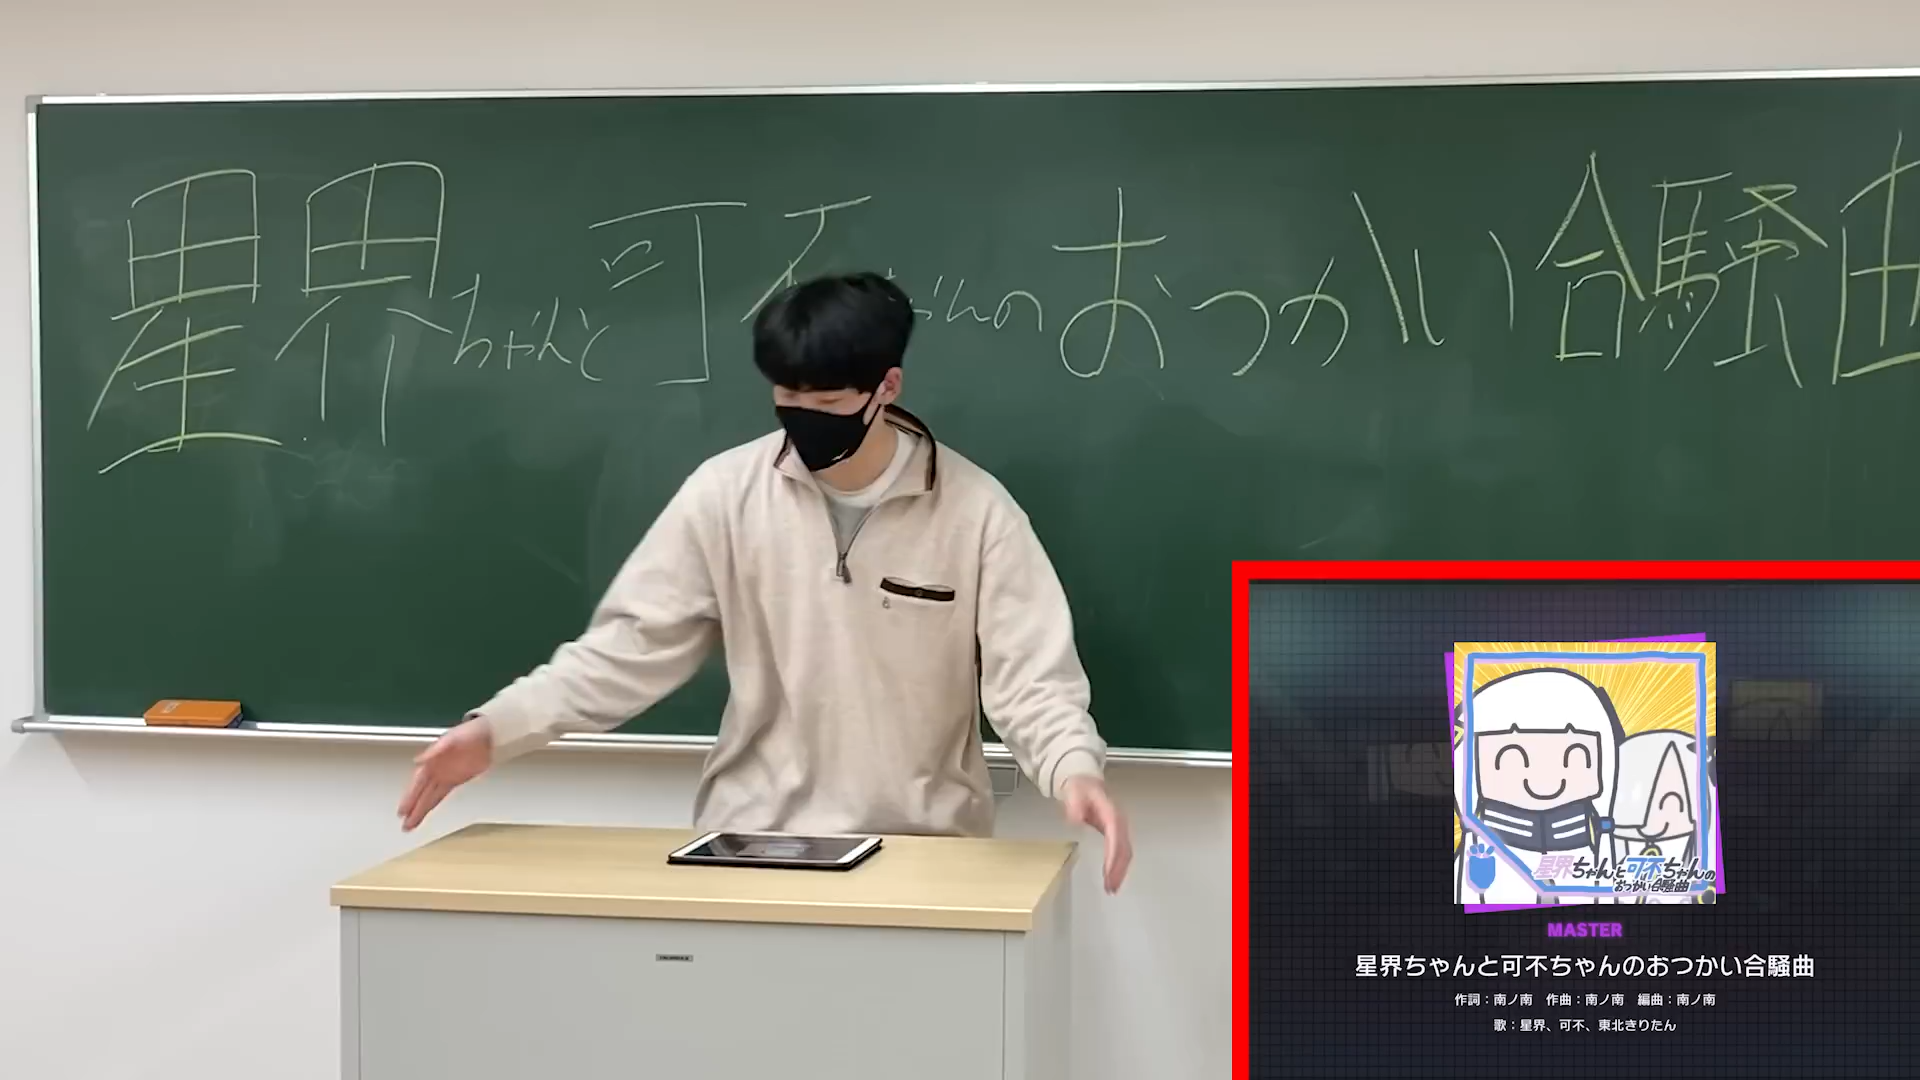 星界ちゃんと可不ちゃんのおつかい合騒曲
星界ちゃんと可不ちゃんの
おつかい合騒曲
MASTER
星界ちゃんと可不ちゃんのおつかい合騒曲
作詞：南ノ南　作曲：南ノ南　編曲：南ノ南
歌：星界、可不、東北きりたん